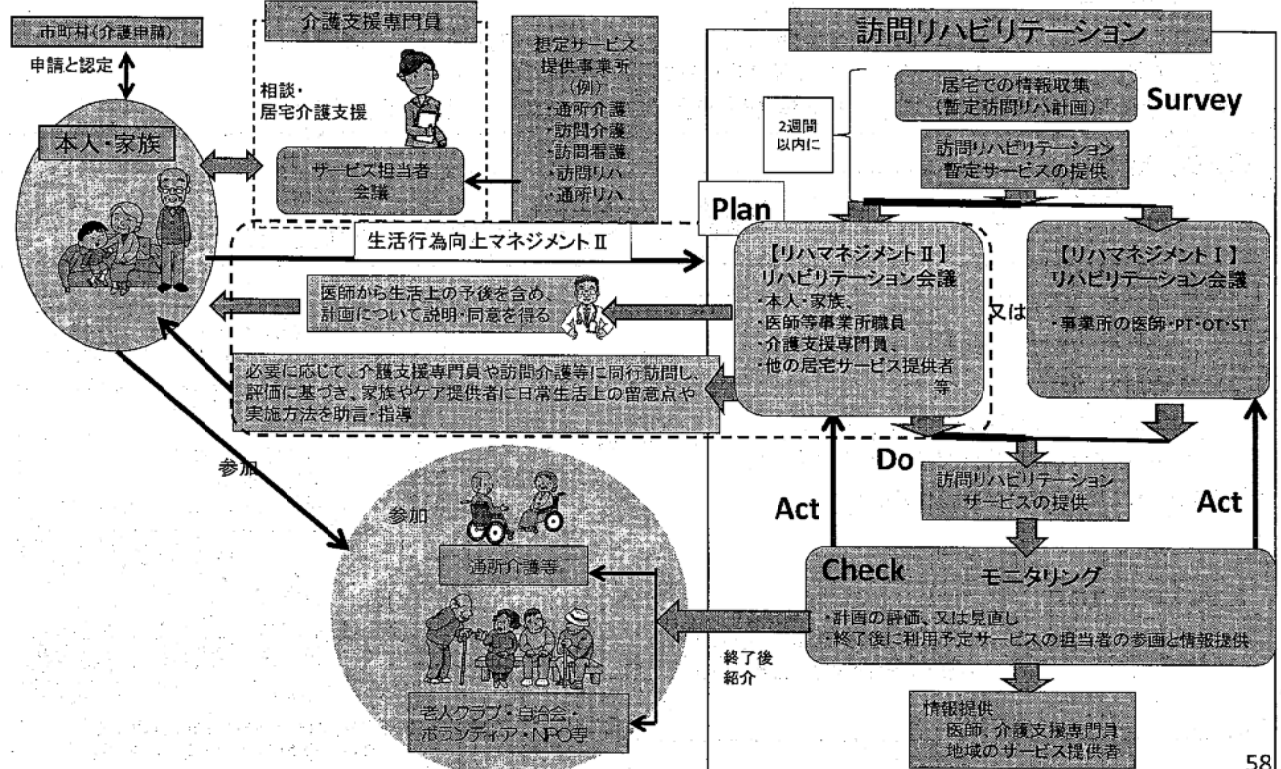 市町村(介護申請)
申請と認定
本人・家族
介護支援専門員
相談・
居宅介護支援
サービス担当者
会議
想定サービス
提供事業所
(例)
・通所介護
・訪問介護
・訪問看護
・訪問リハ
・通所リハ
訪問リハビリテーション
2週間
以内に
居宅での情報収集
(暫定訪問リハ計画)
Survey
訪問リハビリテーション
暫定サービスの提供
Plan
生活行為向上マネジメントⅡ
医師から生活上の予後を含め、
計画について説明・同意を得る
必要に応じて、介護支援専門員や訪問介護等に同行訪問し、
評価に基づき、家族やケア提供者に日常生活上の留意点や
実施方法を助言・指導
【リハマネジメントⅡ】
リハビリテーション会議
・本人・家族、
・医師等事業所職員
・介護支援専門員
・他の居宅サービス提供者
等
又は
【リハマネジメントⅠ】
リハビリテーション会議
・事業所の医師・PT・OT・ST
Do
訪問リハビリテーション
サービスの提供
Act
Act
Check
モニタリング
・計画の評価、又は見直し
・終了後に利用予定サービスの担当者の参画と情報提供
参加
参加
通所介護等
老人クラブ・自治会・
ボランティア・NPO等
終了後
紹介
情報提供
医師、介護支援専門員
地域のサービス提供者
58